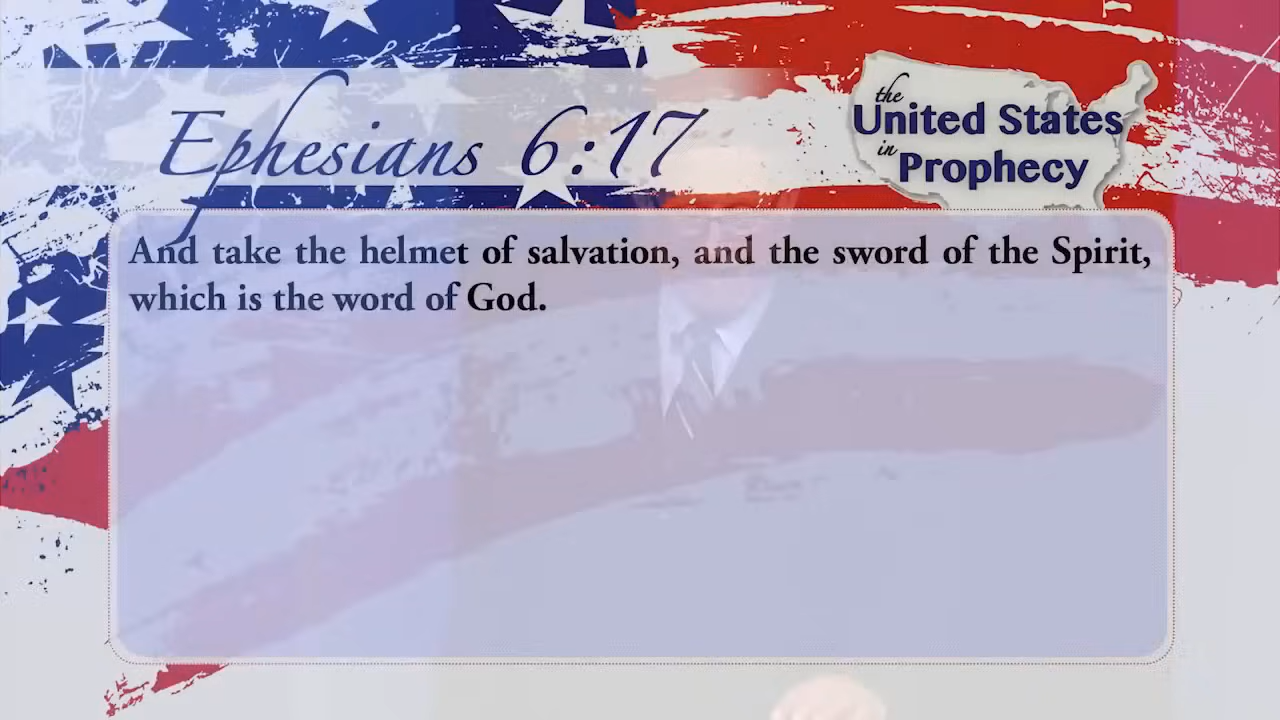 Ephesians 6:17
the
United States
in
Prophecy
And take the helmet of salvation, and the sword of the Spirit,
which is the word of God.